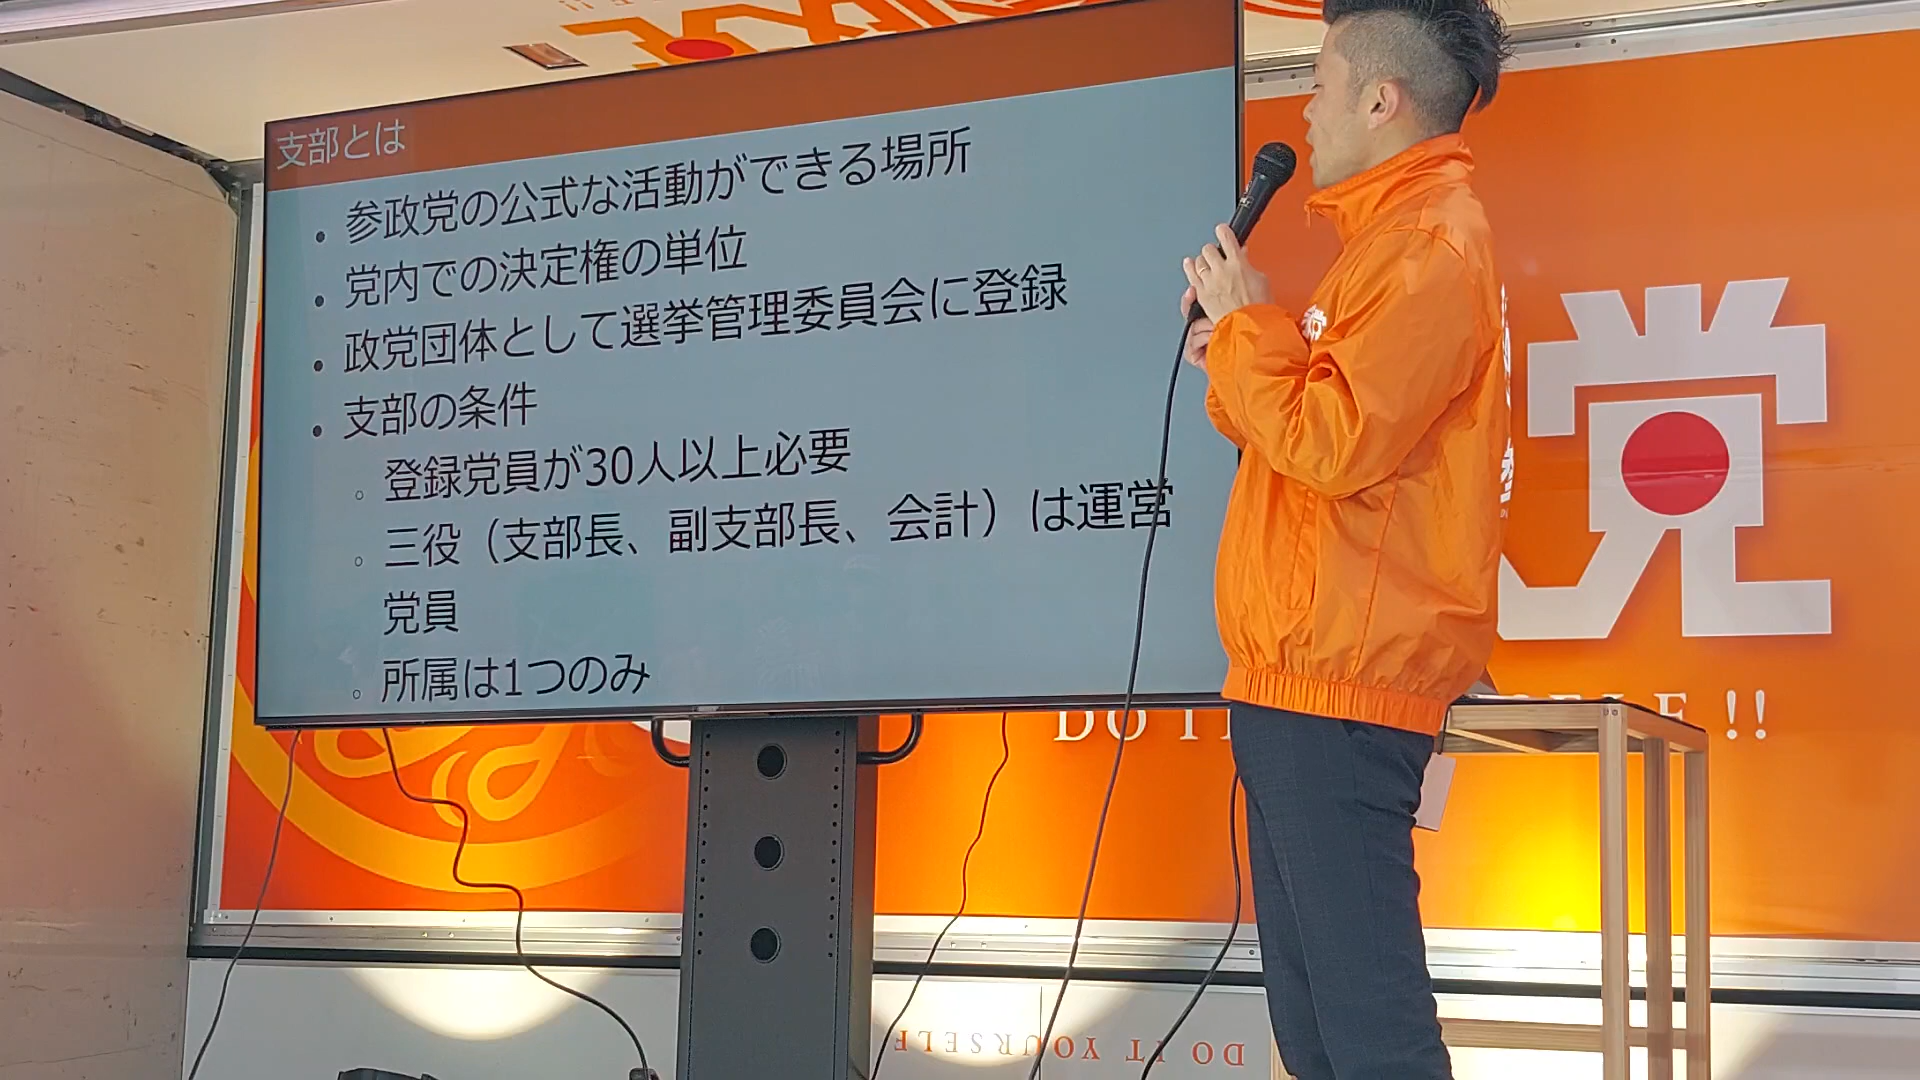 支部とは
• 参政党の公式な活動ができる場所
• 党内での決定権の単位
• 政党団体として選挙管理委員会に登録
• 支部の条件
○ 登録党員が30人以上必要
○ 三役（支部長、副支部長、会計）は運営
党員
○ 所属は1つのみ
党
DO IT
SELF !!
DO IT YOURSELF